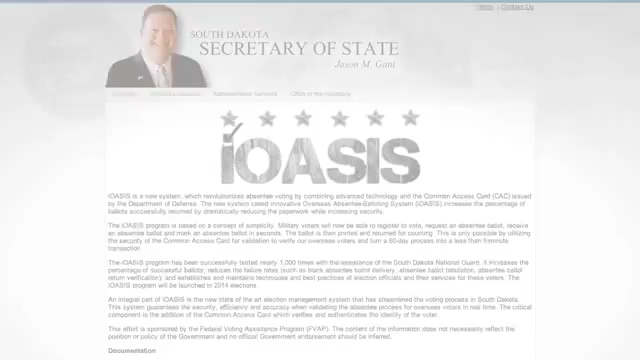 Home | Contact Us
SOUTH DAKOTA
SECRETARY OF STATE
Jason M. Gant
Administrative Services
iOASIS
iOASIS is a new system, which revolutionizes absentee voting by combining advanced technology and the Common Access Card (CAC) issued
by the Department of Defense. The new system called Innovative Overseas Absentee Balloting System (iOASIS) increases the percentage of
ballots successfully returned by dramatically reducing the paperwork while increasing security.
The iOASIS program is based on a concept of simplicity. Military voters will now be able to register to vote, request an absentee ballot, receive
an absentee ballot and mark an absentee ballot in seconds. The ballot is then printed and returned for counting. This is only possible by utilizing
the security of the Common Access Card for validation to verify our overseas voters and turn a 60-day process into a less than 5-minute
transaction.
The iOASIS program has been successfully tested nearly 1,000 times with the assistance of the South Dakota National Guard. It increases the
percentage of successful ballots, reduces the failure rates (such as blank absentee ballot delivery, absentee ballot tabulation, absentee ballot
return verification), and establishes and maintains techniques and best practices of election officials and their services for these voters. The
iOASIS program will be launched in 2014 elections.
An integral part of iOASIS is the new state of the art election management system that has streamlined the voting process in South Dakota.
This system guarantees the security, efficiency and accuracy when validating the absentee process for overseas voters in real time. The critical
component is the addition of the Common Access Card which verifies and authenticates the identity of the voter.
This effort is sponsored by the Federal Voting Assistance Program (FVAP). The content of the information does not necessarily reflect the
position or policy of the Government and no official Government endorsement should be inferred.
Documentation